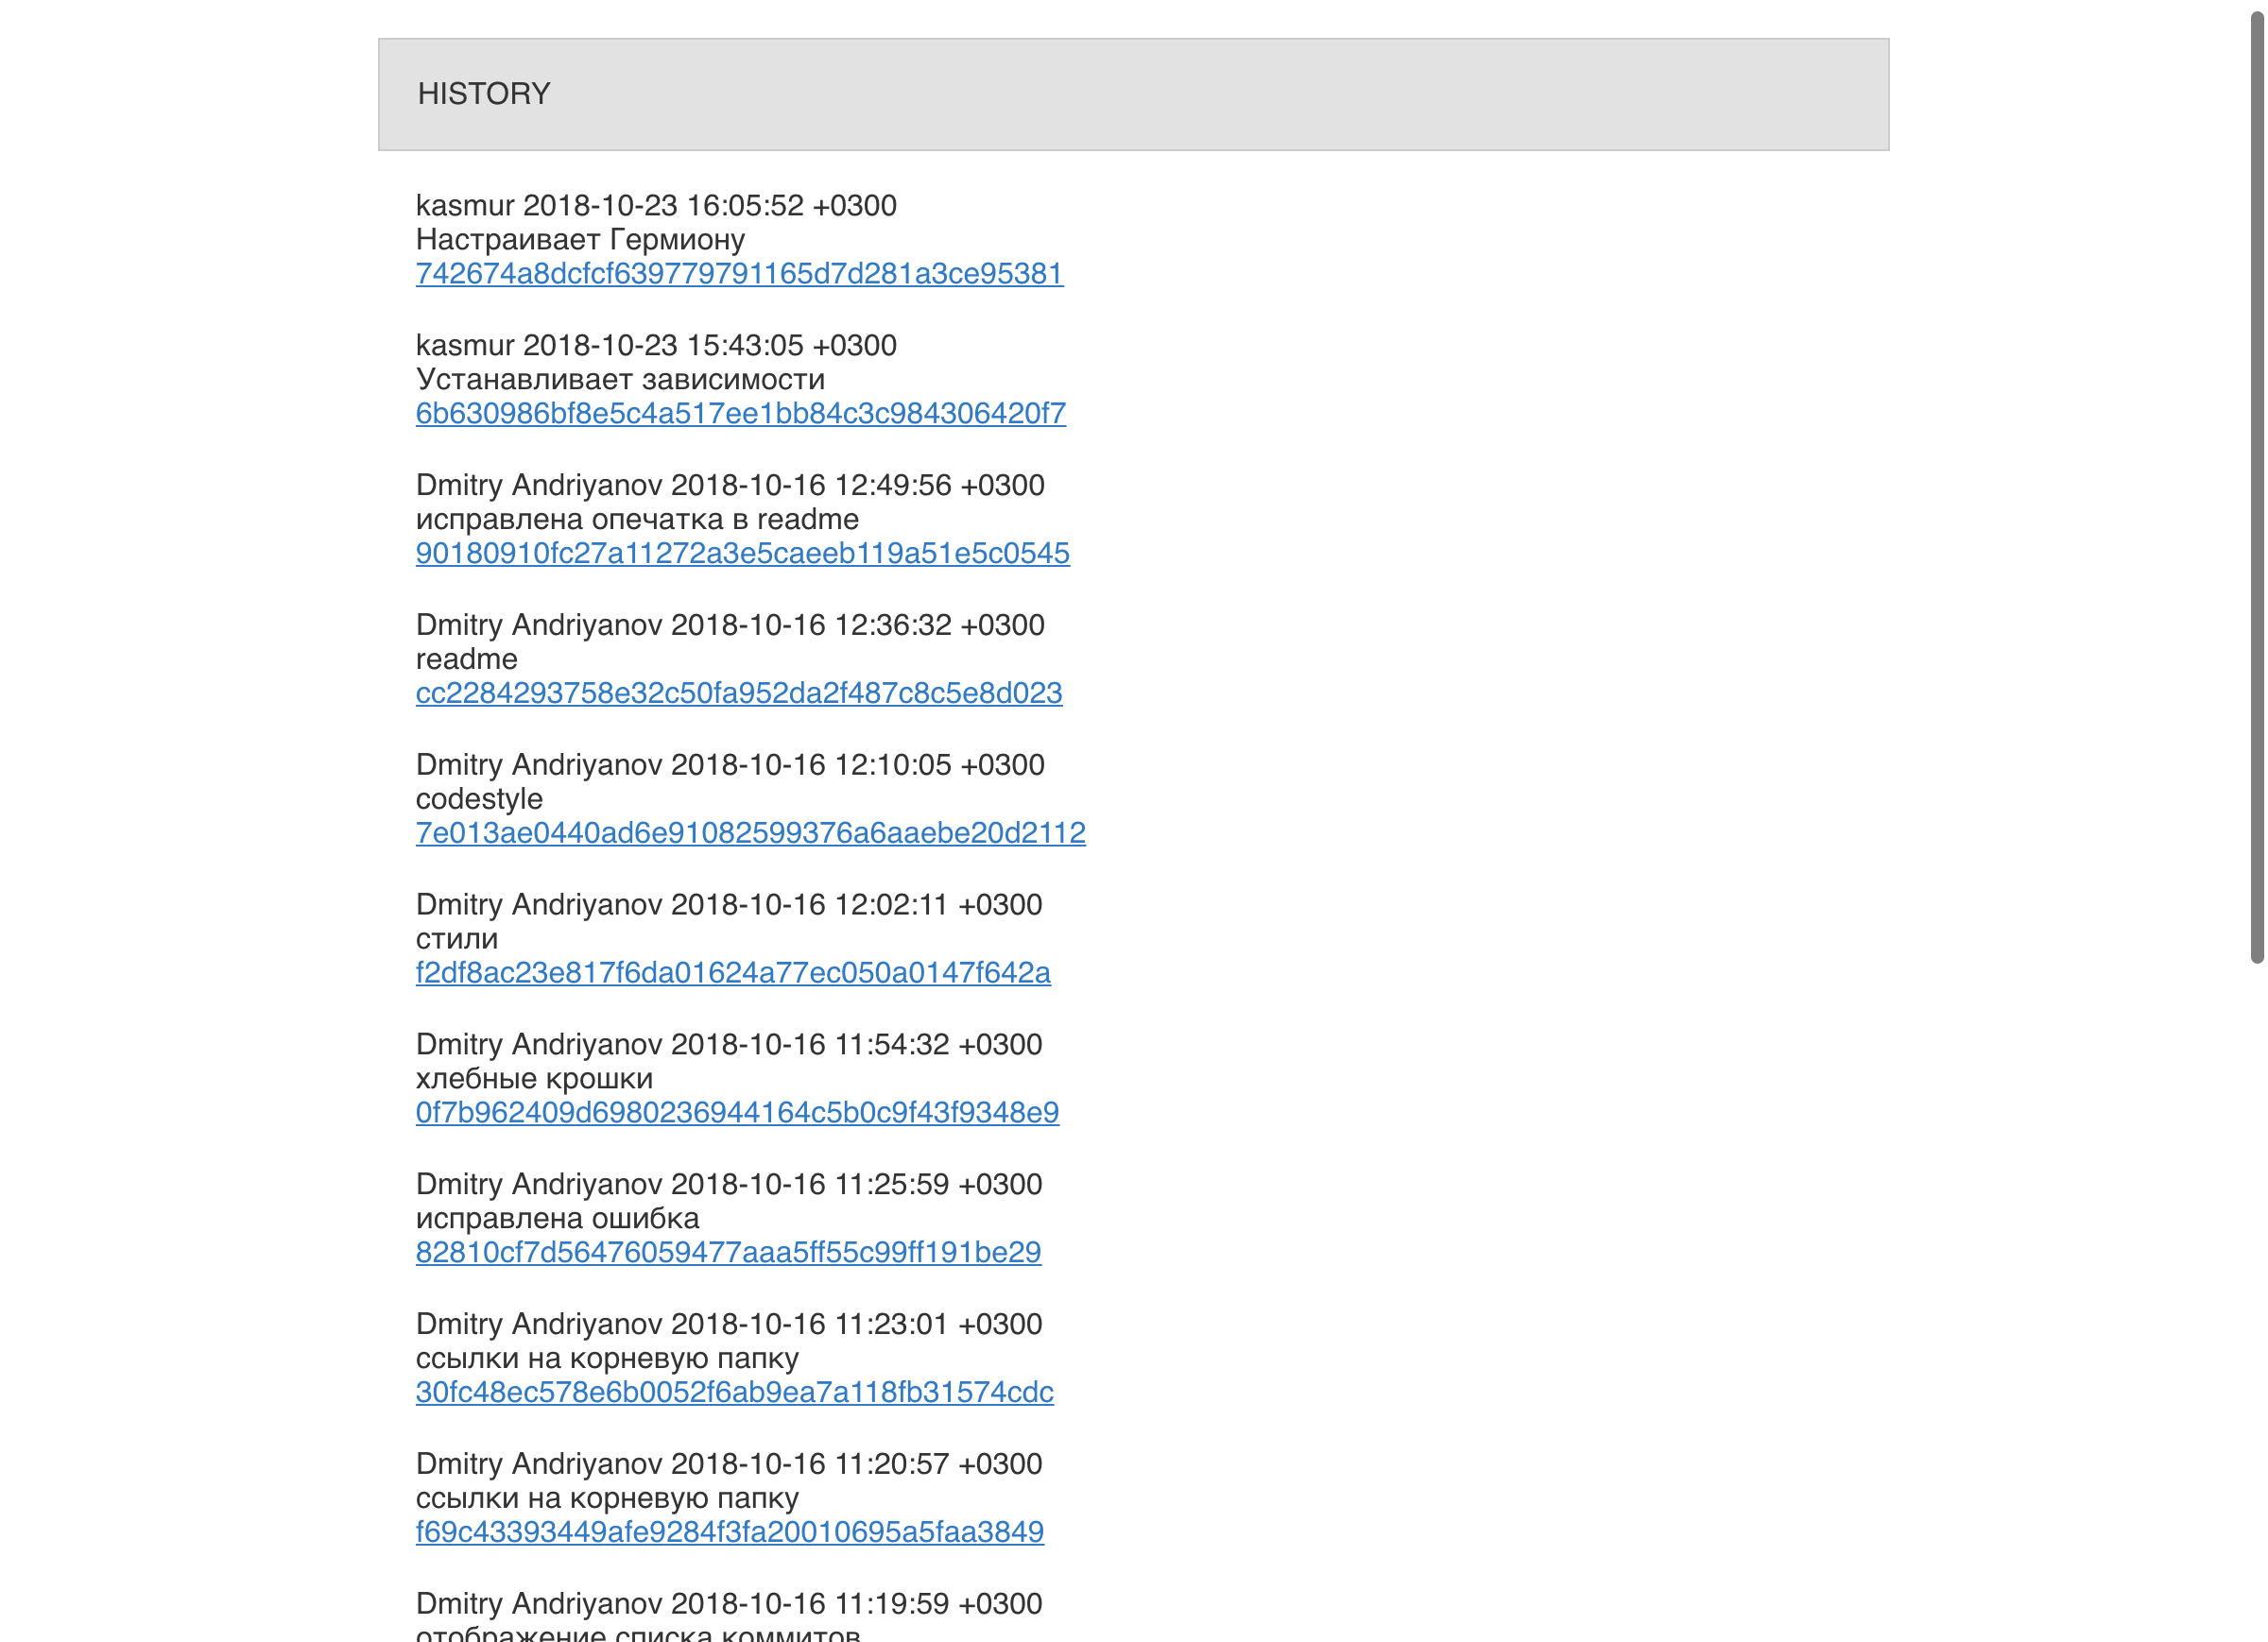 HISTORY
kasmur 2018-10-23 16:05:52 +0300
Настраивает Гермиону
742674a8dcfcf639779791165d7d281a3ce95381
kasmur 2018-10-23 15:43:05 +0300
Устанавливает зависимости
6b630986bf8e5c4a517ee1bb84c3c984306420f7
Dmitry Andriyanov 2018-10-16 12:49:56 +0300
исправлена опечатка в readme
90180910fc27a11272a3e5caeeb119a51e5c0545
Dmitry Andriyanov 2018-10-16 12:36:32 +0300
readme
cc2284293758e32c50fa952da2f487c8c5e8d023
Dmitry Andriyanov 2018-10-16 12:10:05 +0300
codestyle
7e013ae0440ad6e91082599376a6aaebe20d2112
Dmitry Andriyanov 2018-10-16 12:02:11 +0300
стили
f2df8ac23e817f6da01624a77ec050a0147f642a
Dmitry Andriyanov 2018-10-16 11:54:32 +0300
хлебные крошки
0f7b962409d6980236944164c5b0c9f43f9348e9
Dmitry Andriyanov 2018-10-16 11:25:59 +0300
исправлена ошибка
82810cf7d56476059477aaa5ff55c99ff191be29
Dmitry Andriyanov 2018-10-16 11:23:01 +0300
ссылки на корневую папку
30fc48ec578e6b0052f6ab9ea7a118fb31574cdc
Dmitry Andriyanov 2018-10-16 11:20:57 +0300
ссылки на корневую папку
f69c43393449afe9284f3fa20010695a5faa3849
Dmitry Andriyanov 2018-10-16 11:19:59 +0300
отображение списка коммитов